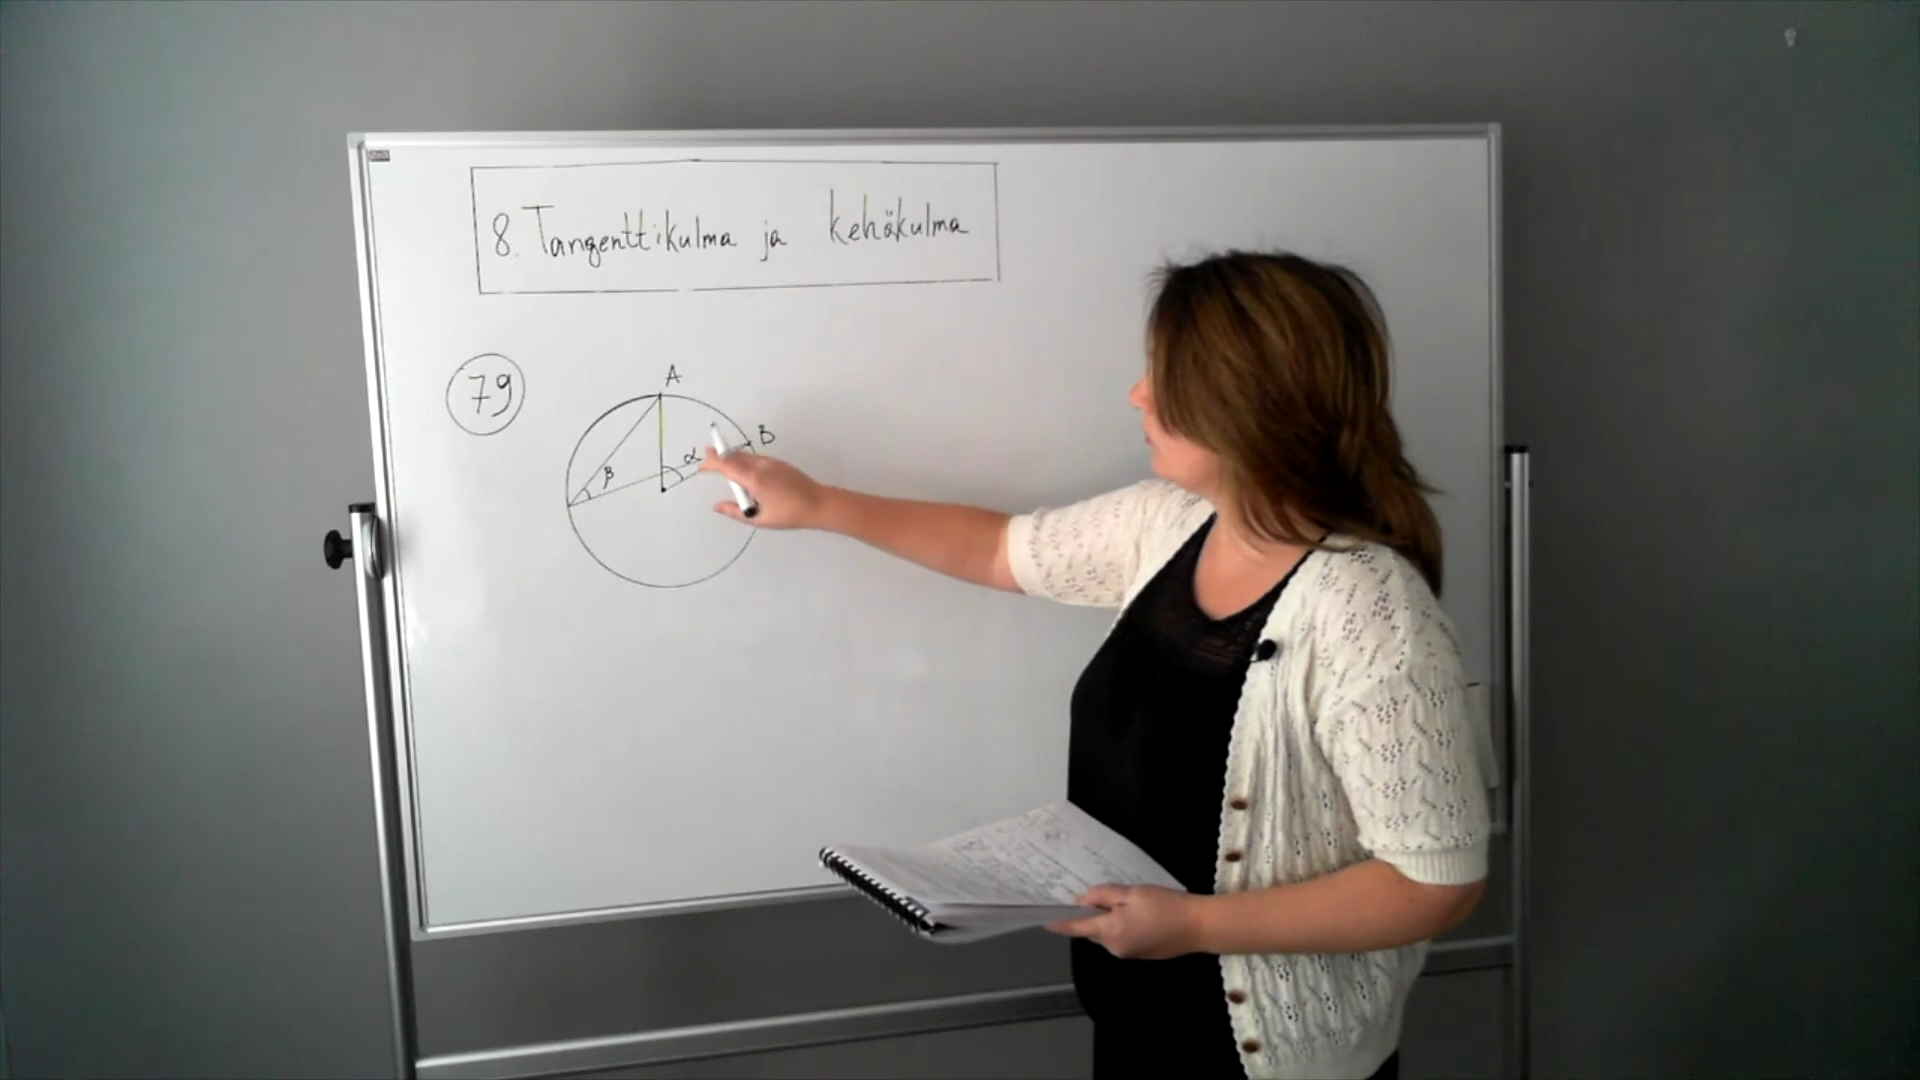 8. Tangenttikulma ja kehäkulma
79
A
B
α
β